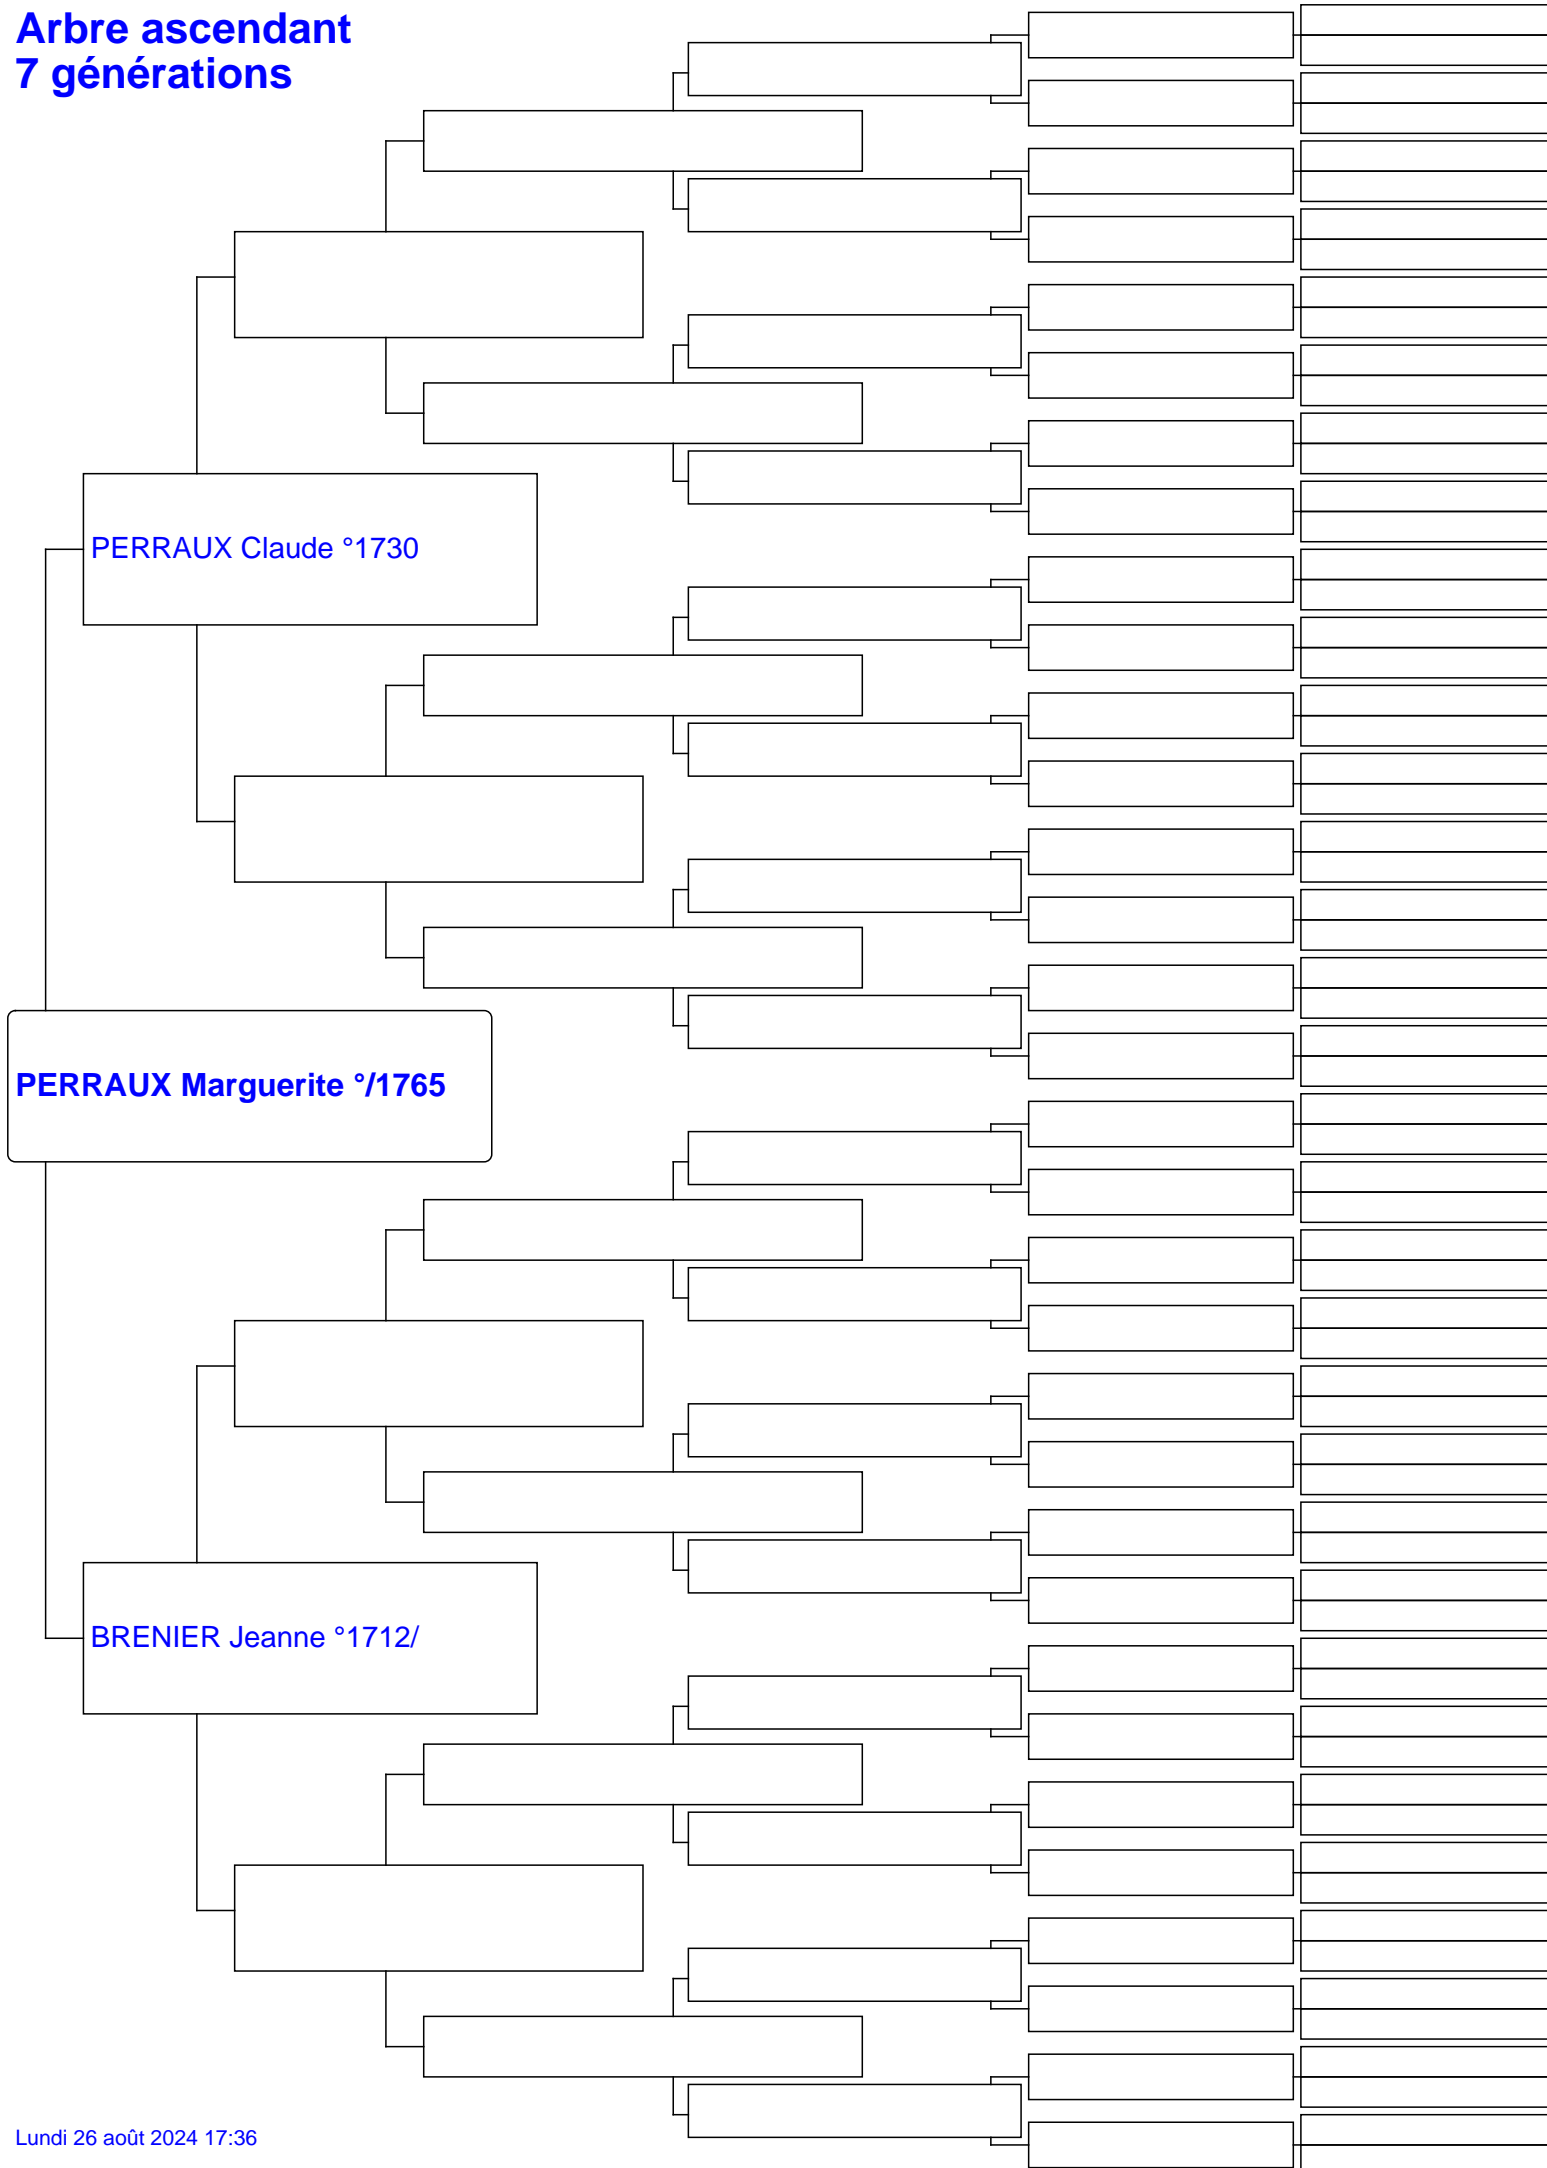 Arbre ascendant
7 générations
PERRAUX Claude °1730
PERRAUX Marguerite °/1765
BRENIER Jeanne °1712/
Lundi 26 août 2024 17:36